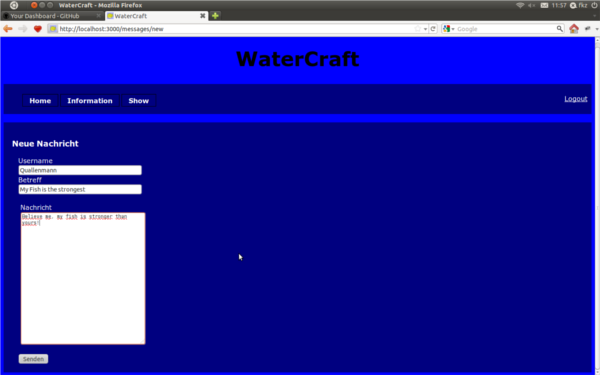 WaterCraft - Mozilla Firefox
11:57 fkz
Your Dashboard - GitHub
WaterCraft
http://localhost:3000/messages/new
Google
WaterCraft
Home Information Show
Logout
Neue Nachricht
Username
Quallenmann
Betreff
My Fish is the strongest
Nachricht
Believe me, my fish is stronger than
yours!
Senden